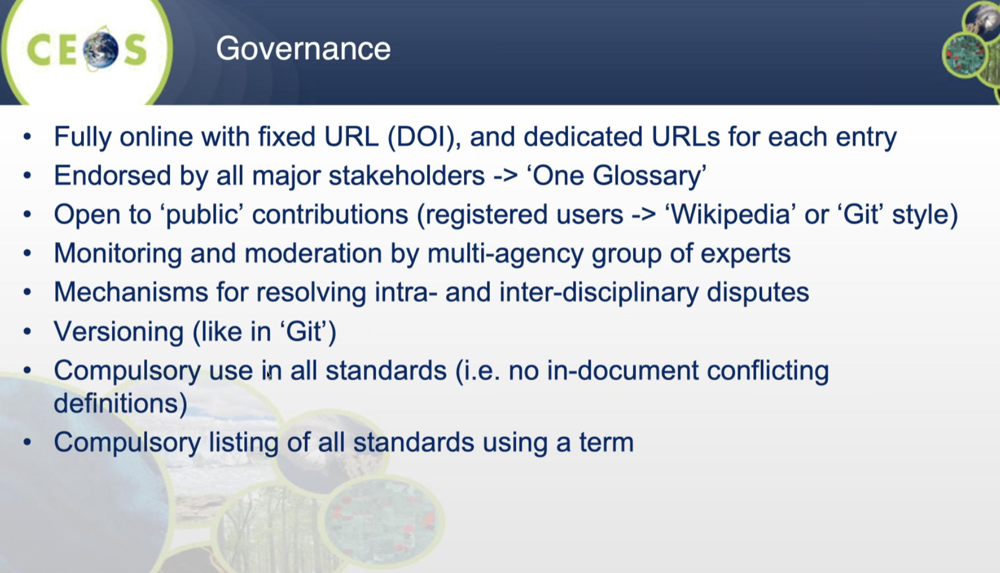 CEOS
Governance
• Fully online with fixed URL (DOI), and dedicated URLs for each entry
• Endorsed by all major stakeholders -> ‘One Glossary’
• Open to ‘public’ contributions (registered users -> ‘Wikipedia’ or ‘Git’ style)
• Monitoring and moderation by multi-agency group of experts
• Mechanisms for resolving intra- and inter-disciplinary disputes
• Versioning (like in ‘Git’)
• Compulsory use in all standards (i.e. no in-document conflicting
definitions)
• Compulsory listing of all standards using a term